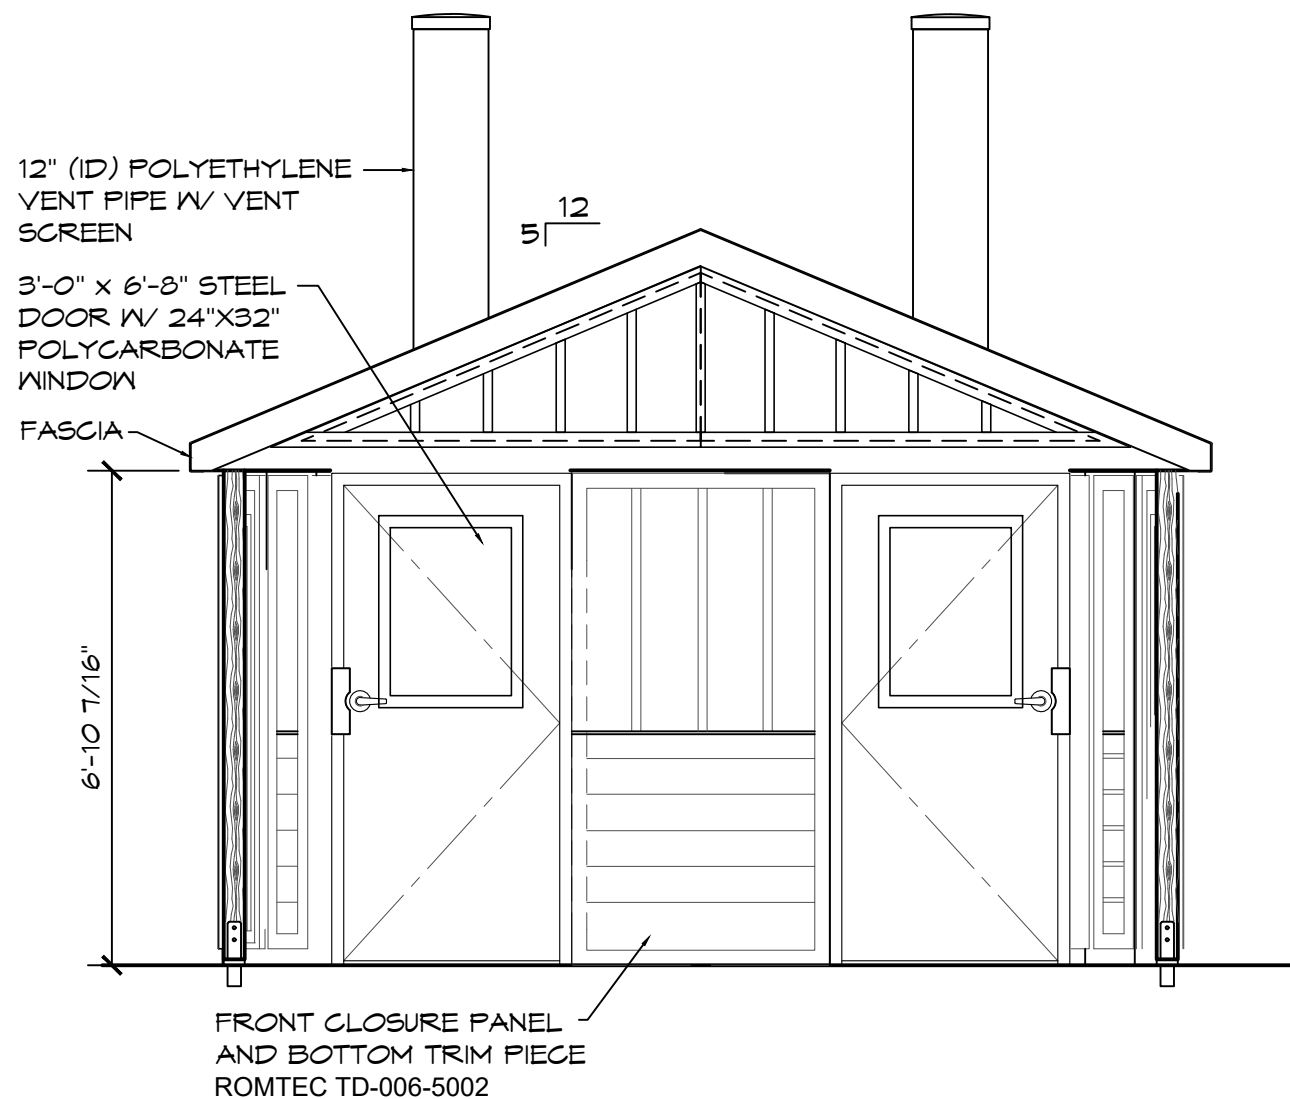 12" (ID) POLYETHYLENE
VENT PIPE W/ VENT
SCREEN
12
5
3'-0" x 6'-8" STEEL
DOOR W/ 24"X32"
POLYCARBONATE
WINDOW
FASCIA
6'-10 7/16"
FRONT CLOSURE PANEL
AND BOTTOM TRIM PIECE
ROMTEC TD-006-5002